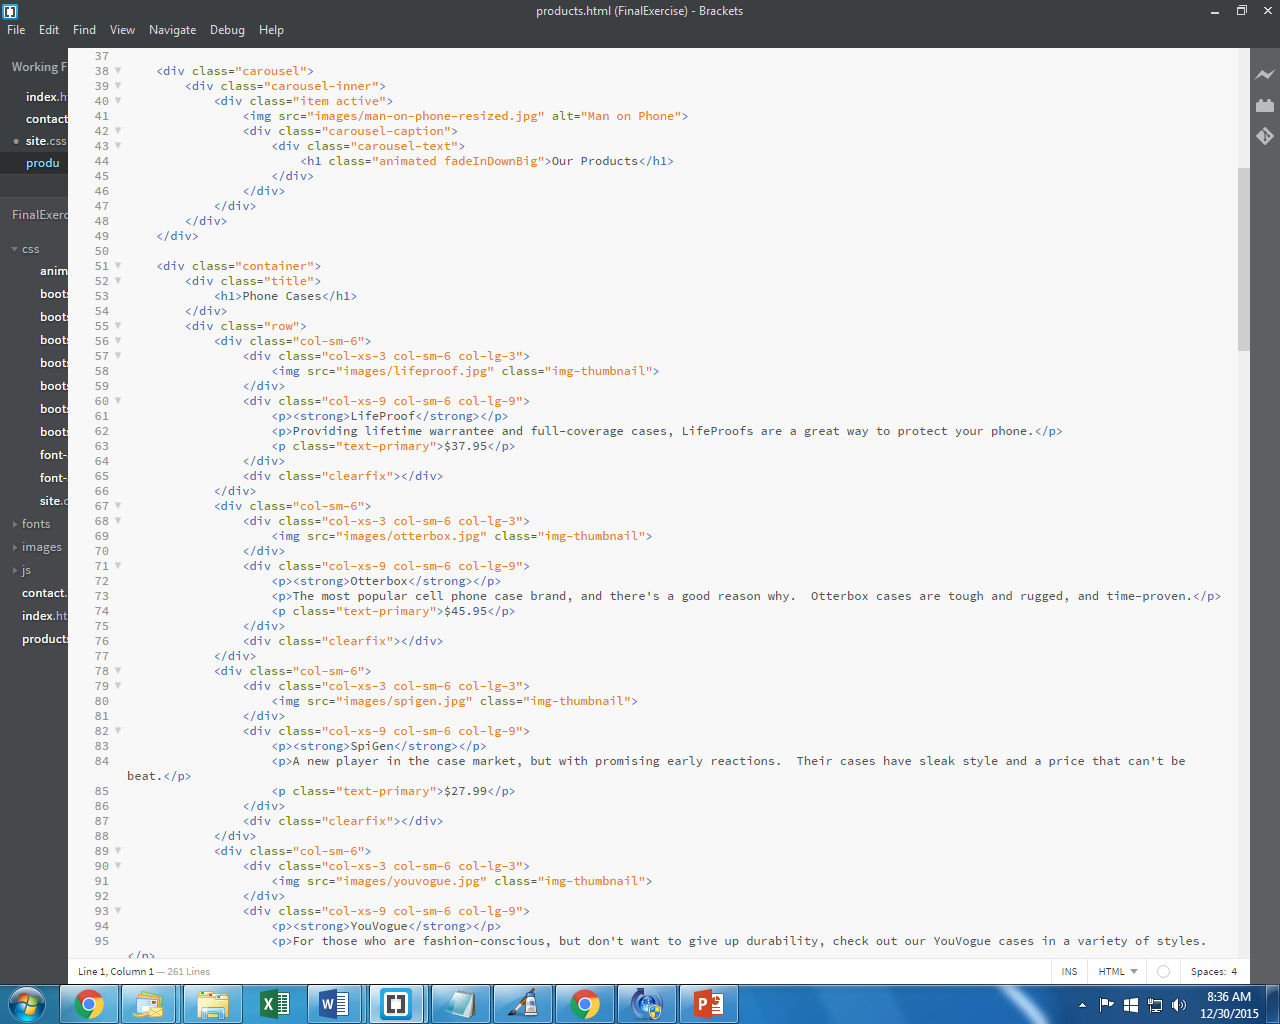 products.html (FinalExercise) - Brackets
File Edit Find View Navigate Debug Help
Working F
index.h
contact
site.css
produ
FinalExerc
css
anim
boots
boots
boots
boots
boots
boots
boots
boots
font-
font-
site.c
fonts
images
js
contact.
index.ht
products
37
38 <div class="carousel">
39 <div class="carousel-inner">
40 <div class="item active">
41 <img src="images/man-on-phone-resized.jpg" alt="Man on Phone">
42 <div class="carousel-caption">
43 <div class="carousel-text">
44 <h1 class="animated fadeInDownBig">Our Products</h1>
45 </div>
46 </div>
47 </div>
48 </div>
49 </div>
50
51 <div class="container">
52 <div class="title">
53 <h1>Phone Cases</h1>
54 </div>
55 <div class="row">
56 <div class="col-sm-6">
57 <div class="col-xs-3 col-sm-6 col-lg-3">
58 <img src="images/lifeproof.jpg" class="img-thumbnail">
59 </div>
60 <div class="col-xs-9 col-sm-6 col-lg-9">
61 <p><strong>LifeProof</strong></p>
62 <p>Providing lifetime warrantee and full-coverage cases, LifeProofs are a great way to protect your phone.</p>
63 <p class="text-primary">$37.95</p>
64 </div>
65 <div class="clearfix"></div>
66 </div>
67 <div class="col-sm-6">
68 <div class="col-xs-3 col-sm-6 col-lg-3">
69 <img src="images/otterbox.jpg" class="img-thumbnail">
70 </div>
71 <div class="col-xs-9 col-sm-6 col-lg-9">
72 <p><strong>Otterbox</strong></p>
73 <p>The most popular cell phone case brand, and there's a good reason why.  Otterbox cases are tough and rugged, and time-proven.</p>
74 <p class="text-primary">$45.95</p>
75 </div>
76 <div class="clearfix"></div>
77 </div>
78 <div class="col-sm-6">
79 <div class="col-xs-3 col-sm-6 col-lg-3">
80 <img src="images/spigen.jpg" class="img-thumbnail">
81 </div>
82 <div class="col-xs-9 col-sm-6 col-lg-9">
83 <p><strong>SpiGen</strong></p>
84 <p>A new player in the case market, but with promising early reactions.  Their cases have sleak style and a price that can't be
beat.</p>
85 <p class="text-primary">$27.99</p>
86 </div>
87 <div class="clearfix"></div>
88 </div>
89 <div class="col-sm-6">
90 <div class="col-xs-3 col-sm-6 col-lg-3">
91 <img src="images/youvogue.jpg" class="img-thumbnail">
92 </div>
93 <div class="col-xs-9 col-sm-6 col-lg-9">
94 <p><strong>YouVogue</strong></p>
95 <p>For those who are fashion-conscious, but don't want to give up durability, check out our YouVogue cases in a variety of styles.
</p>
Line 1, Column 1 — 261 Lines
INS HTML Spaces: 4
8:36 AM
12/30/2015